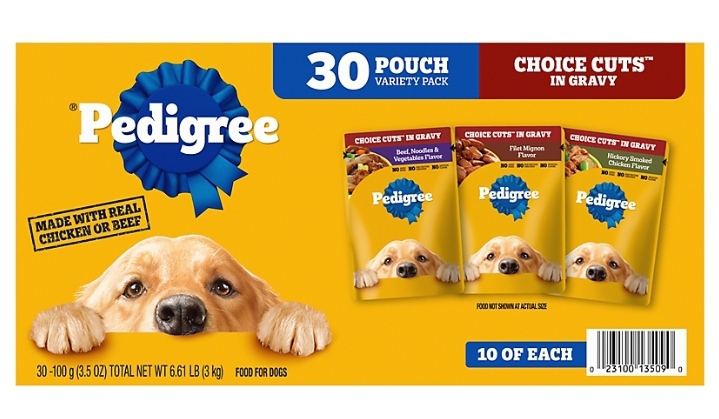 30 POUCH
VARIETY PACK
CHOICE CUTS™
IN GRAVY
Pedigree®
MADE WITH REAL
CHICKEN OR BEEF
CHOICE CUTS™ IN GRAVY
Beef, Noodles &
Vegetables Flavor
Pedigree
CHOICE CUTS™ IN GRAVY
Filet Mignon
Flavor
Pedigree
CHOICE CUTS™ IN GRAVY
Hickory Smoked
Chicken Flavor
Pedigree
FOOD NOT SHOWN AT ACTUAL SIZE
10 OF EACH
0 23100 13509 0
30 -100 g (3.5 OZ) TOTAL NET WT 6.61 LB (3 kg) FOOD FOR DOGS